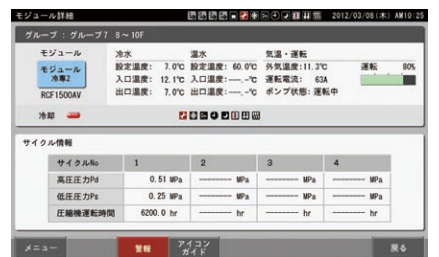 モジュール詳細 2012/03/08(木) AM10:25
グループ: グループ7 8～10F
モジュール 冷水 温水 気温・運転
モジュール 冷専2 設定温度: 7.0℃ 設定温度: 60.0℃ 外気温度:11.3℃ 運転 80%
入口温度: 12.1℃ 入口温度:---.-℃ 運転電流: 63A
RCF1500AV 出口温度: 7.0℃ 出口温度:---.-℃ ポンプ状態:運転中
冷却
サイクル情報
サイクルNo 1 2 3 4
高圧圧力Pd 0.51 MPa -------- MPa -------- MPa -------- MPa
低圧圧力Ps 0.25 MPa -------- MPa -------- MPa -------- MPa
圧縮機運転時間 6200.0 hr -------- hr -------- hr -------- hr
メニュー 警報 アイコンガイド 戻る